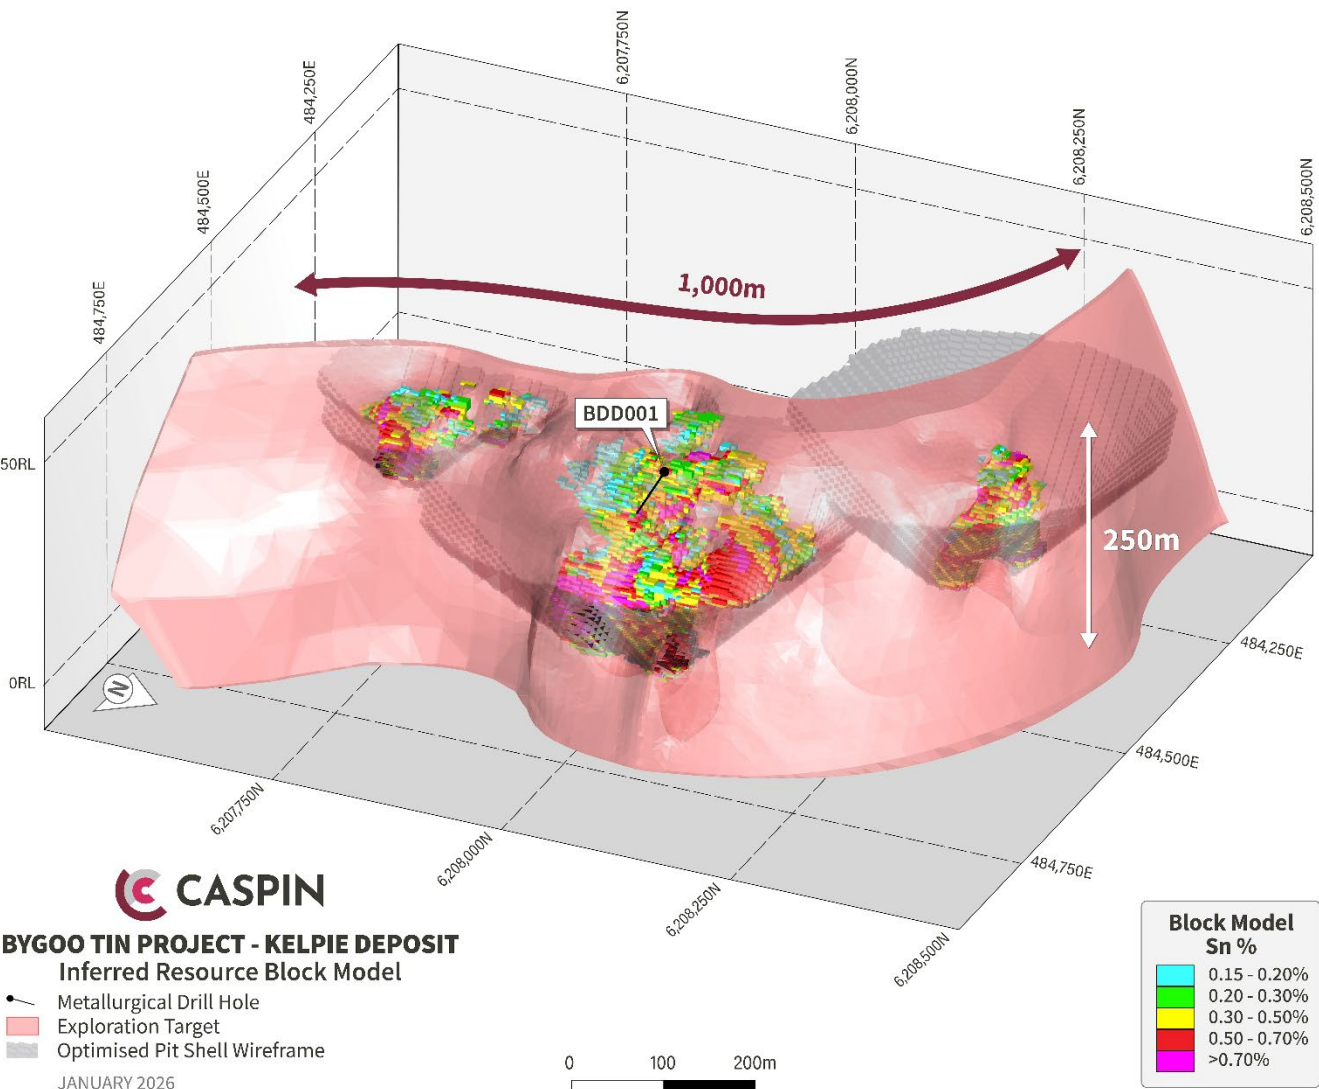 6,207,750N
6,208,000N
6,208,250N
6,208,500N
484,250E
484,500E
484,750E
1,000m
BDD001
50RL
250m
0RL
N
484,250E
484,500E
484,750E
6,207,750N
6,208,000N
6,208,250N
6,208,500N
CASPIN
BYGOO TIN PROJECT - KELPIE DEPOSIT
Inferred Resource Block Model
Metallurgical Drill Hole
Exploration Target
Optimised Pit Shell Wireframe
JANUARY 2026
0 100 200m
Block Model
Sn %
0.15 - 0.20%
0.20 - 0.30%
0.30 - 0.50%
0.50 - 0.70%
>0.70%